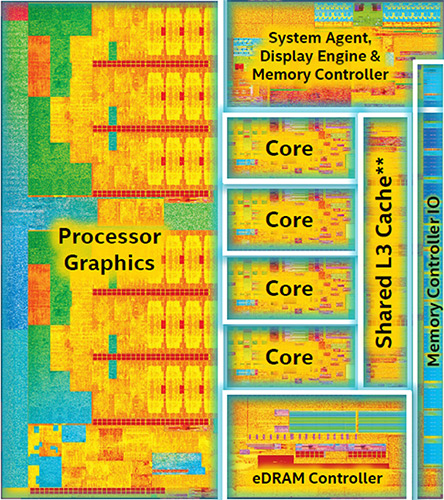 System Agent,
Display Engine &
Memory Controller
Core
Core
Core
Core
Shared L3 Cache**
Memory Controller IO
Processor
Graphics
eDRAM Controller